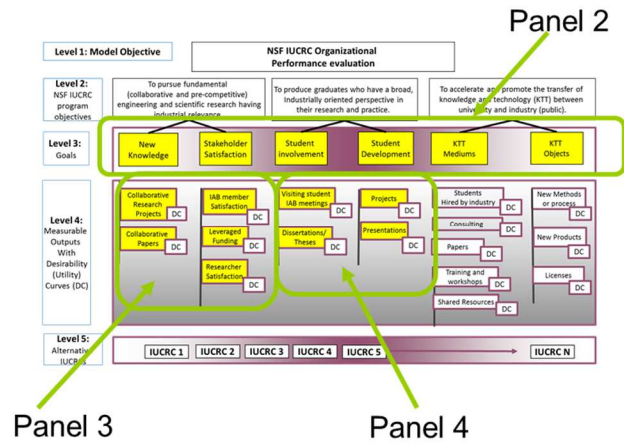 Panel 2
Level 1: Model Objective
NSF IUCRC Organizational
Performance evaluation
Level 2:
NSF IUCRC
program
objectives
To pursue fundamental
(collaborative and pre-competitive)
engineering and scientific research having
industrial relevance
To produce graduates who have a broad,
Industrially oriented perspective in
their research and practice.
To accelerate and promote the transfer of
knowledge and technology (KTT) between
university and industry (public).
Level 3:
Goals
New
Knowledge
Stakeholder
Satisfaction
Student
involvement
Student
Development
KTT
Mediums
KTT
Objects
Level 4:
Measurable
Outputs
With
Desirability
(Utility)
Curves (DC)
Collaborative
Research
Projects
DC
Collaborative
Papers
DC
IAB member
Satisfaction
DC
Leveraged
Funding
DC
Researcher
Satisfaction
DC
Visiting student
IAB meetings
DC
Dissertations/
Theses
DC
Projects
DC
Presentations
DC
Students
Hired by industry
DC
Consulting
DC
Papers
DC
Training and
workshops
DC
Shared Resources
DC
New Methods
or process
DC
New Products
DC
Licenses
DC
Level 5:
Alternative
IUCRC 1
IUCRC 2
IUCRC 3
IUCRC 4
IUCRC 5
IUCRC N
Panel 3
Panel 4